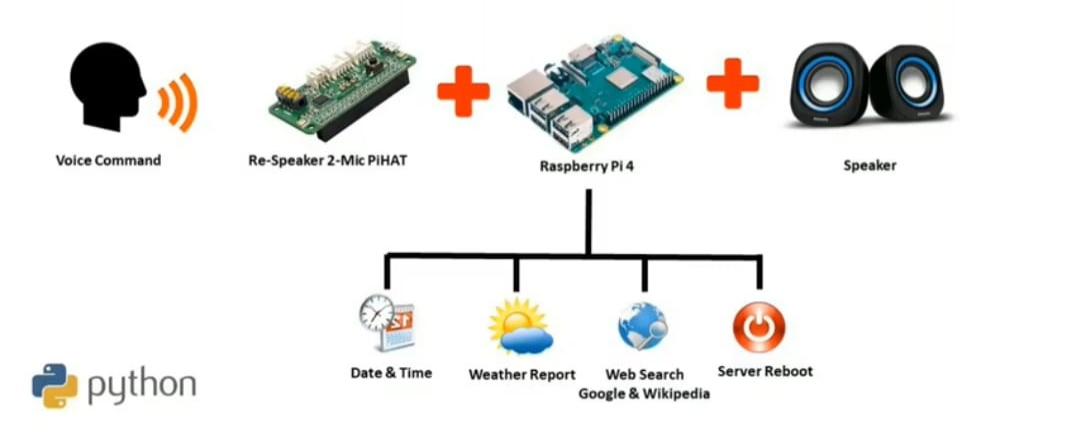 Voice Command
Re-Speaker 2-Mic PiHAT
Raspberry Pi 4
Speaker
Date & Time
Weather Report
Web Search
Google & Wikipedia
Server Reboot
python